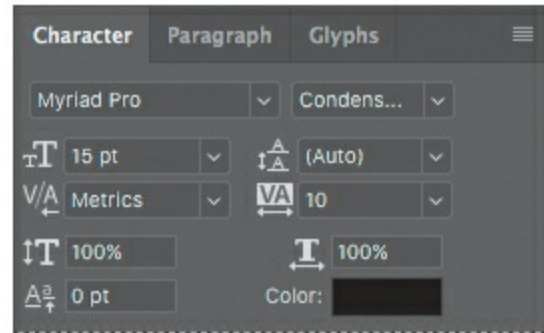 Character Paragraph Glyphs
Myriad Pro Condens...
15 pt (Auto)
Metrics 10
100% 100%
0 pt Color: